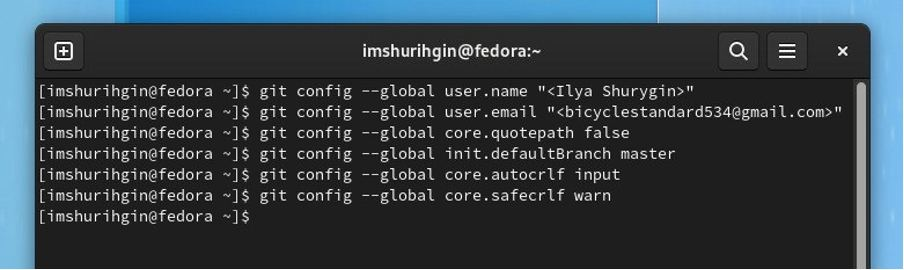 imshurihgin@fedora:~
[imshurihgin@fedora ~]$ git config --global user.name "<Ilya Shurygin>"
[imshurihgin@fedora ~]$ git config --global user.email "<bicyclestandard534@gmail.com>"
[imshurihgin@fedora ~]$ git config --global core.quotepath false
[imshurihgin@fedora ~]$ git config --global init.defaultBranch master
[imshurihgin@fedora ~]$ git config --global core.autocrlf input
[imshurihgin@fedora ~]$ git config --global core.safecrlf warn
[imshurihgin@fedora ~]$